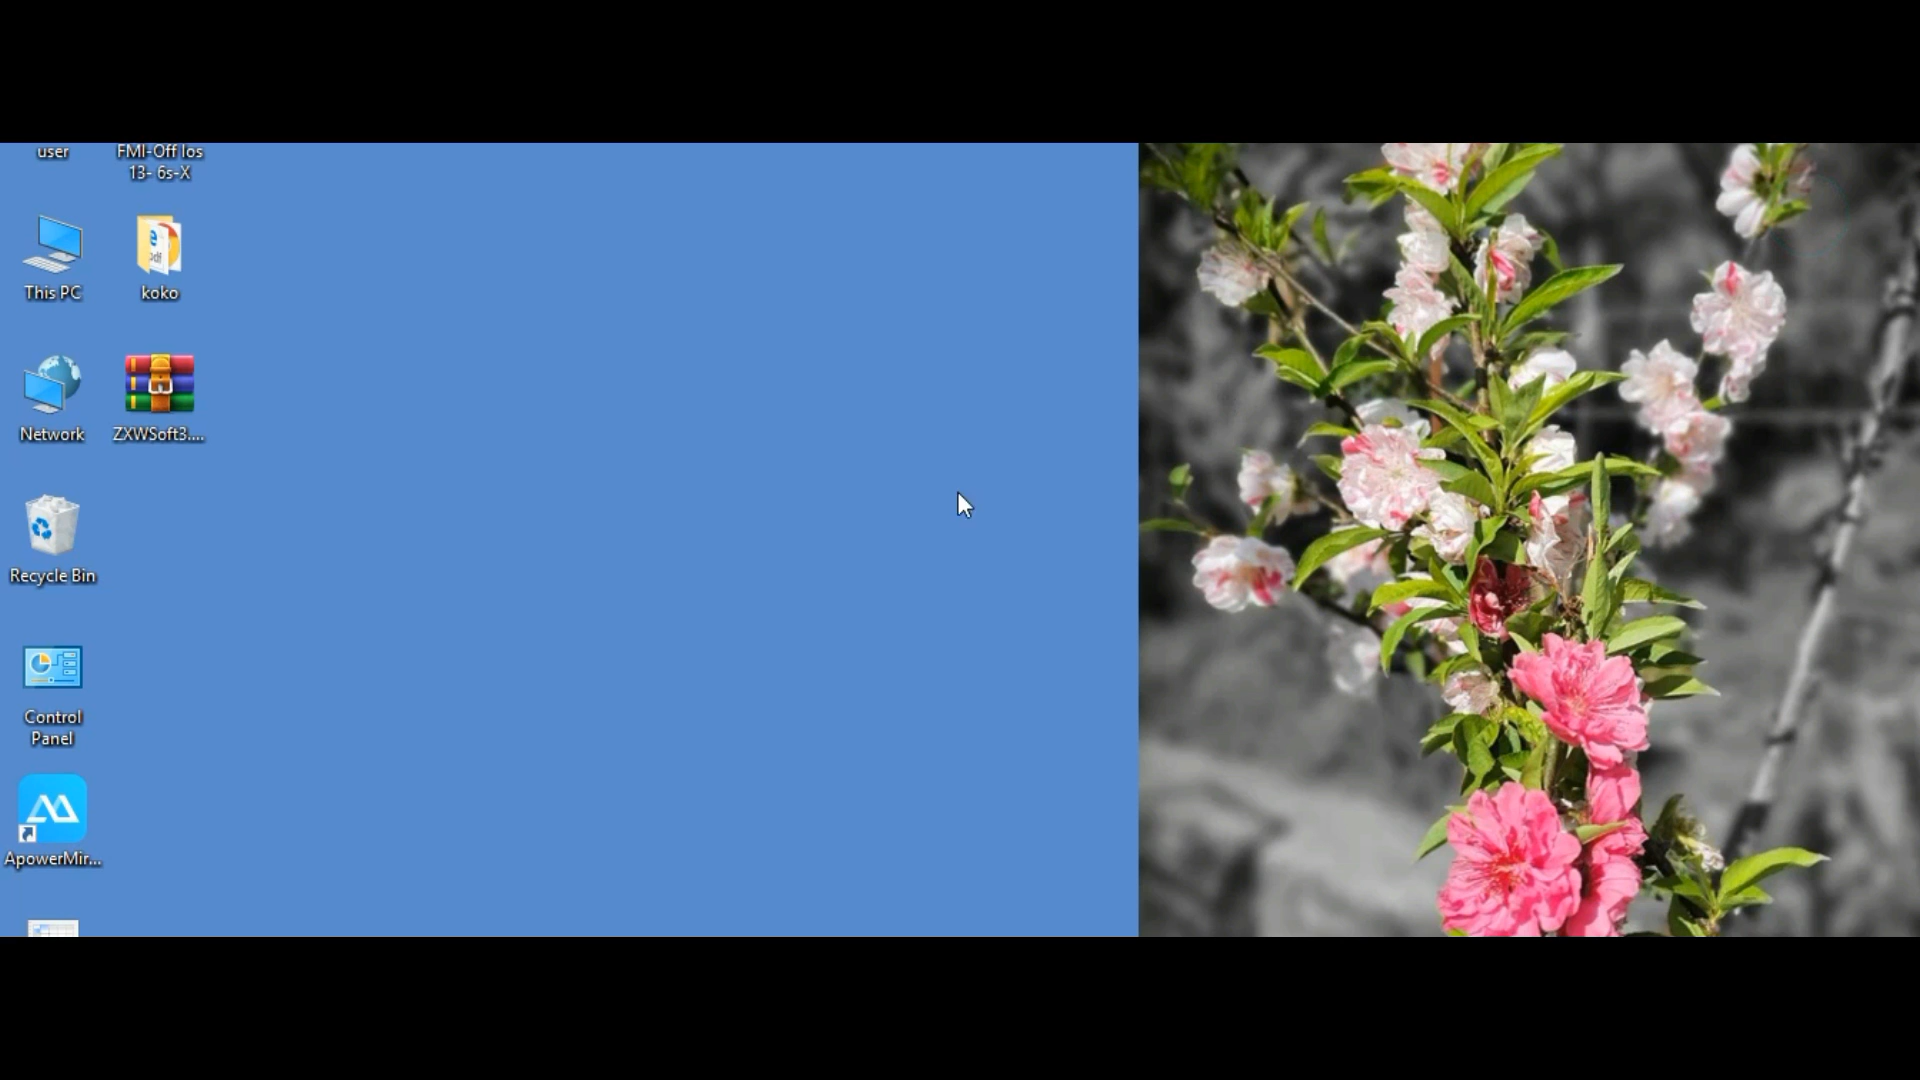 user
FMI-Off Ios
13- 6s-X
This PC
koko
Network
ZXWSoft3....
Recycle Bin
Control
Panel
ApowerMir...